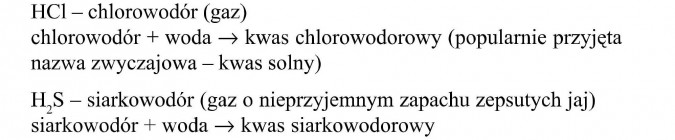 HCl – chlorowodór (gaz)
chlorowodór + woda → kwas chlorowodorowy (popularnie przyjęta
nazwa zwyczajowa – kwas solny)
H₂S – siarkowodór (gaz o nieprzyjemnym zapachu zepsutych jaj)
siarkowodór + woda → kwas siarkowodorowy